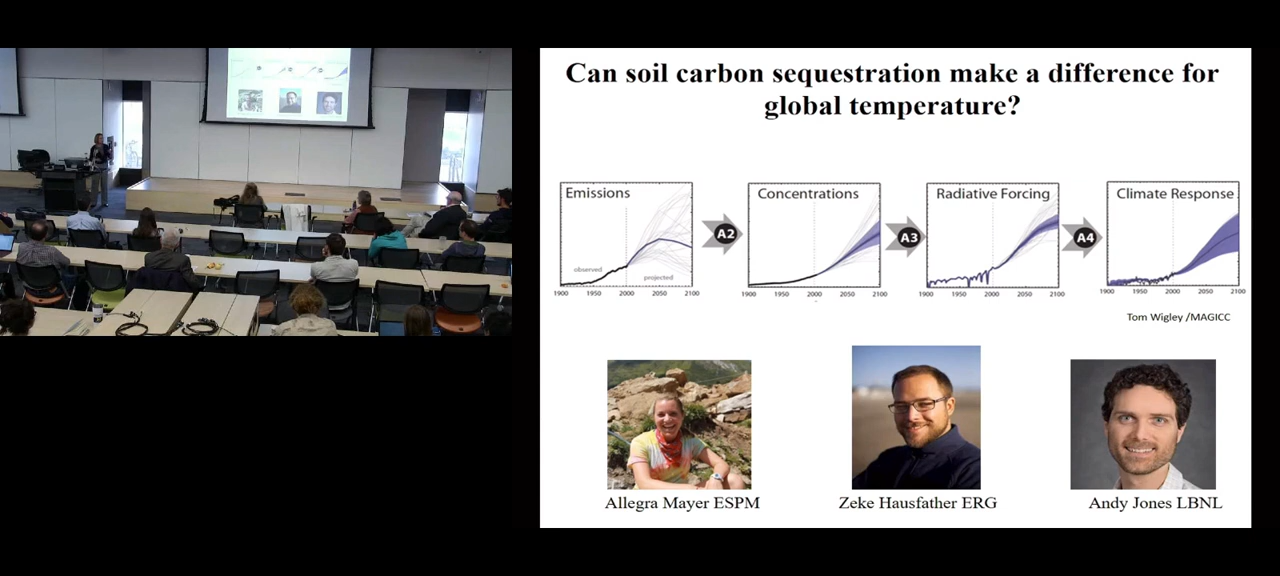 Can soil carbon sequestration make a difference for
global temperature?
Emissions
observed
projected
1900 1950 2000 2050 2100
A2
Concentrations
1900 1950 2000 2050 2100
A3
Radiative Forcing
1900 1950 2000 2050 2100
A4
Climate Response
1900 1950 2000 2050 2100
Tom Wigley /MAGICC
Allegra Mayer ESPM
Zeke Hausfather ERG
Andy Jones LBNL